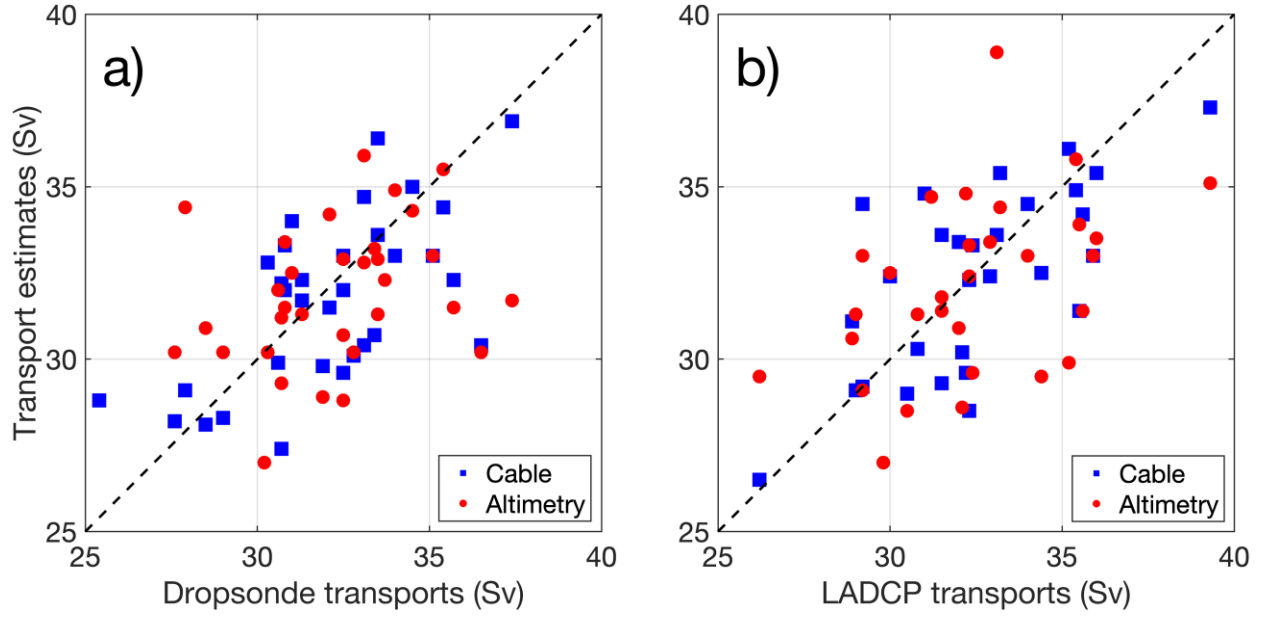 a)
40
35
30
25
Transport estimates (Sv)
25 30 35 40
Dropsonde transports (Sv)
Cable
Altimetry
b)
40
35
30
25
25 30 35 40
LADCP transports (Sv)
Cable
Altimetry